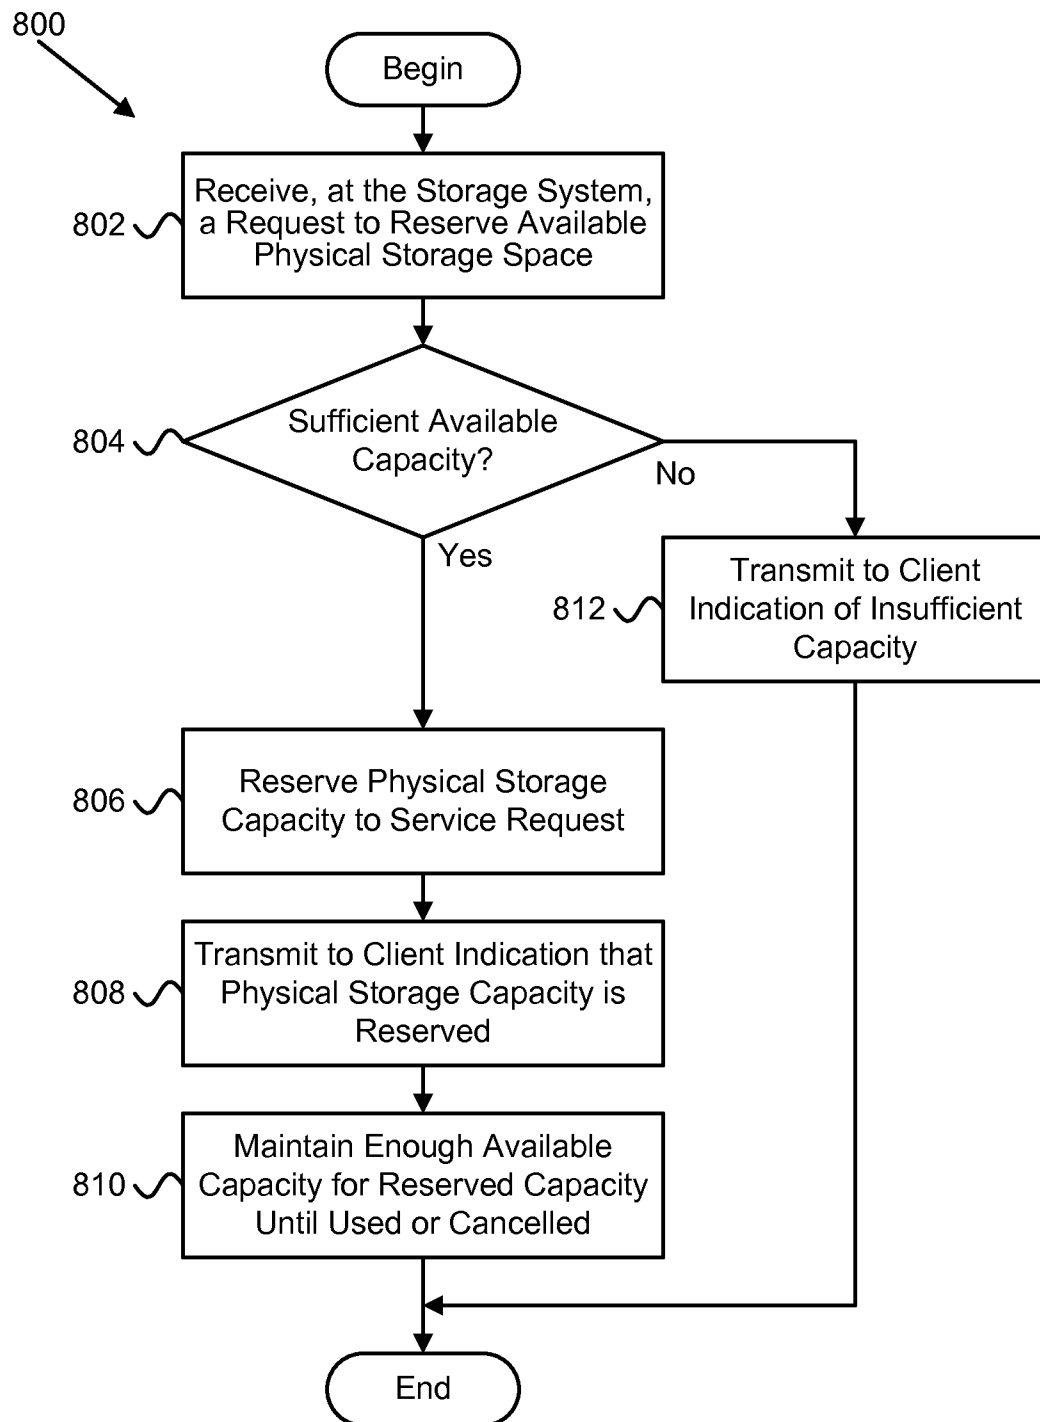 800
Begin
802
Receive, at the Storage System,
a Request to Reserve Available
Physical Storage Space
804
Sufficient Available
Capacity?
No
Yes
812
Transmit to Client
Indication of Insufficient
Capacity
806
Reserve Physical Storage
Capacity to Service Request
808
Transmit to Client Indication that
Physical Storage Capacity is
Reserved
810
Maintain Enough Available
Capacity for Reserved Capacity
Until Used or Cancelled
End